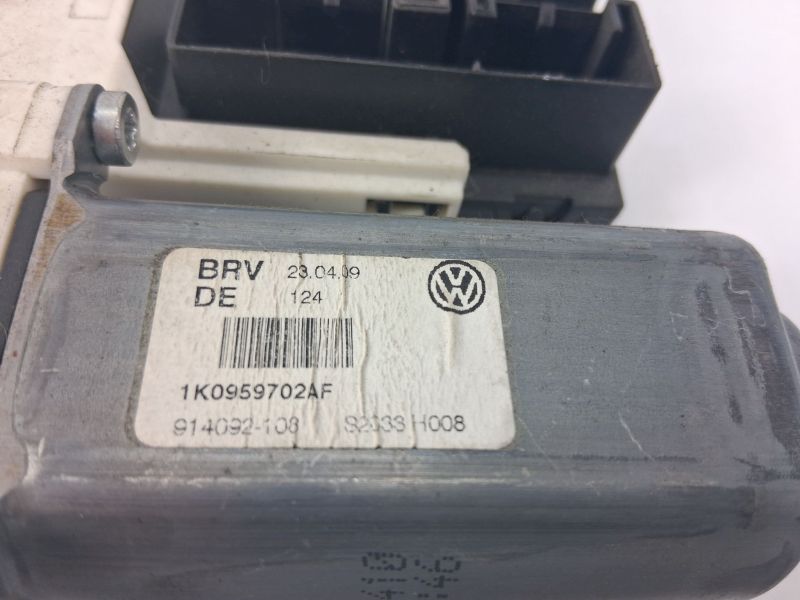 BRV 23.04.09
DE 124
1K0959702AF
914092-108 S2033 H008